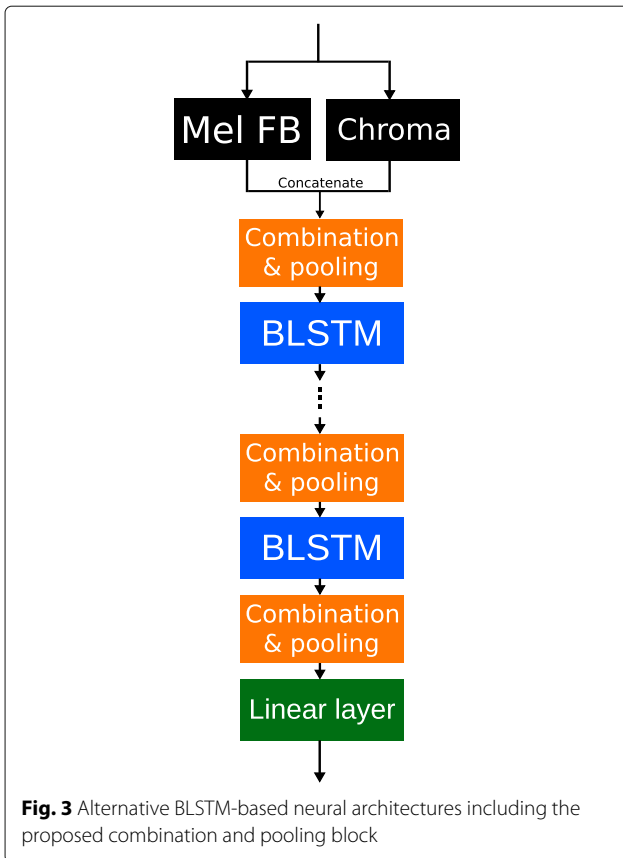 Mel FB
Chroma
Concatenate
Combination
& pooling
BLSTM
Combination
& pooling
BLSTM
Combination
& pooling
Linear layer
Fig. 3 Alternative BLSTM-based neural architectures including the
proposed combination and pooling block